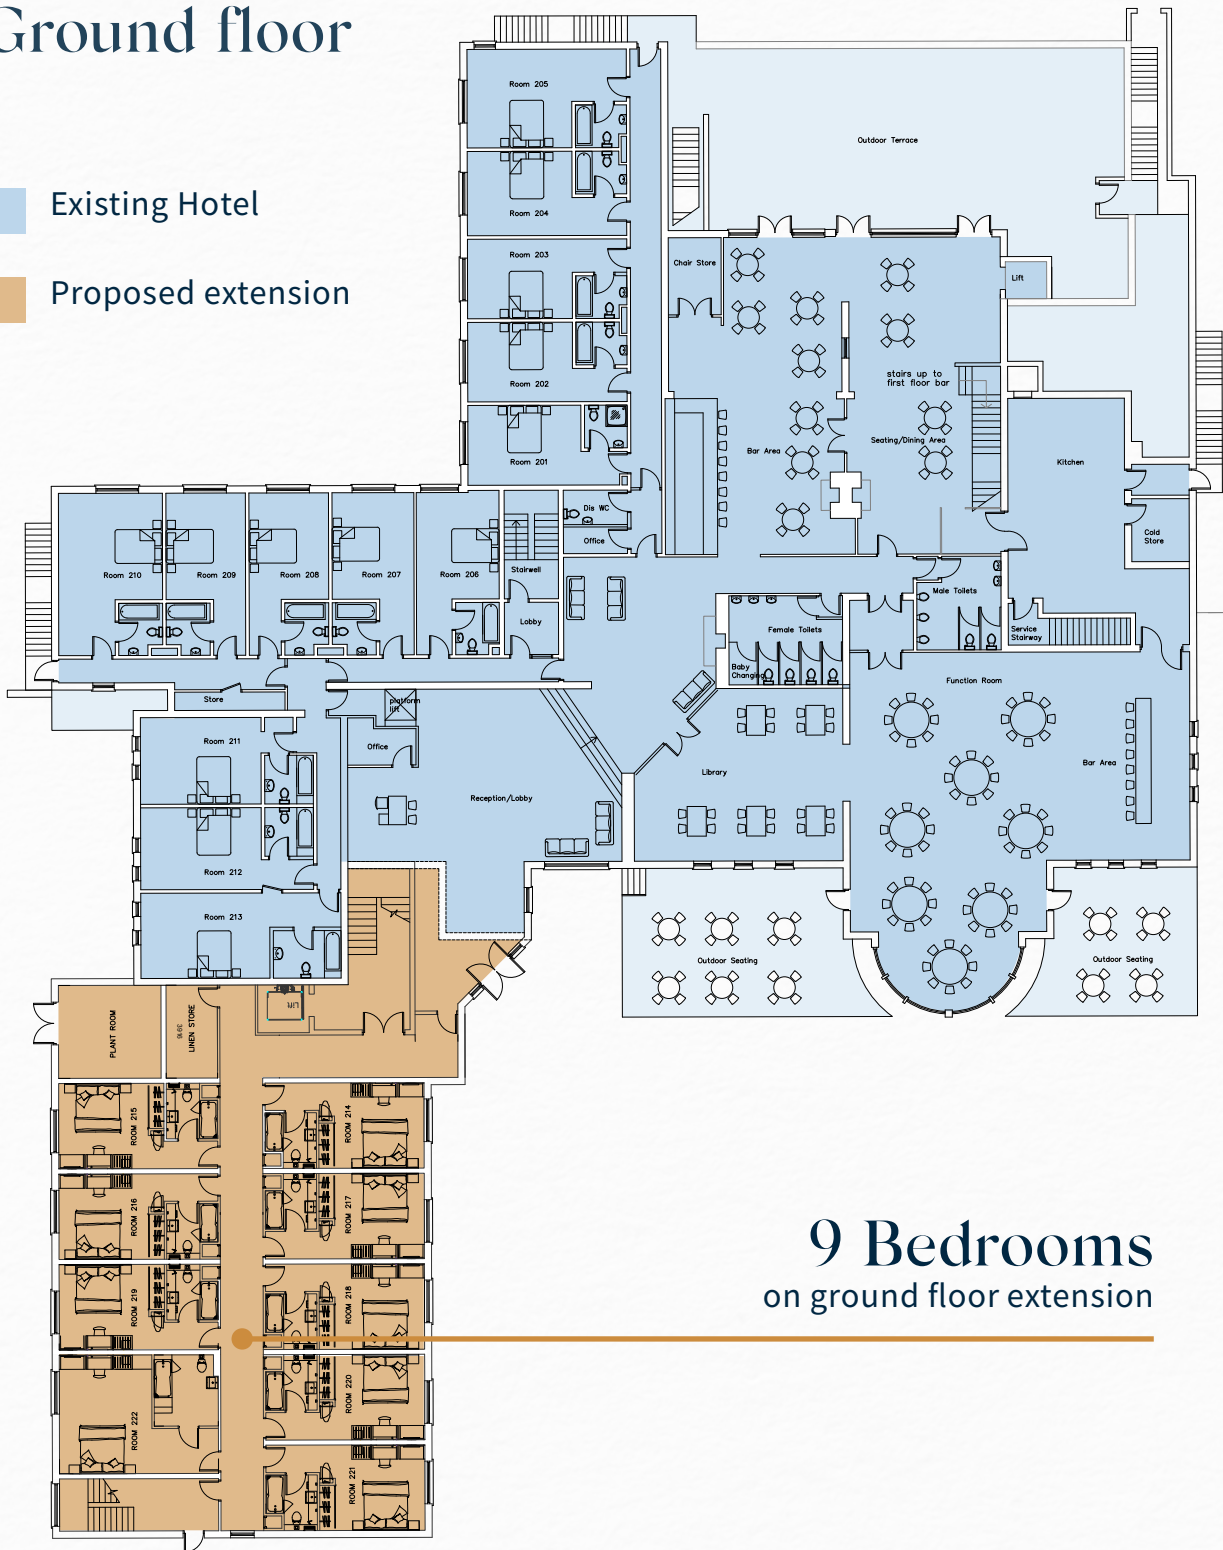 Ground floor
Existing Hotel
Proposed extension
Room 205
Outdoor Terrace
Room 204
Room 203
Chair Store
Lift
Room 202
stairs up to
first floor bar
Room 201
Bar Area
Seating/Dining Area
Kitchen
Dis WC
Office
Cold
Store
Room 210
Room 209
Room 208
Room 207
Room 206
Stairwell
Lobby
Male Toilets
Female Toilets
Service
Stairway
Baby
Changing
Function Room
Store
platform
lift
Room 211
Office
Bar Area
Library
Reception/Lobby
Room 212
Room 213
Outdoor Seating
Outdoor Seating
Lift
PLANT ROOM
LINEN STORE
3916
ROOM 215
ROOM 214
ROOM 216
ROOM 217
ROOM 219
ROOM 218
ROOM 222
ROOM 220
ROOM 221
9 Bedrooms
on ground floor extension